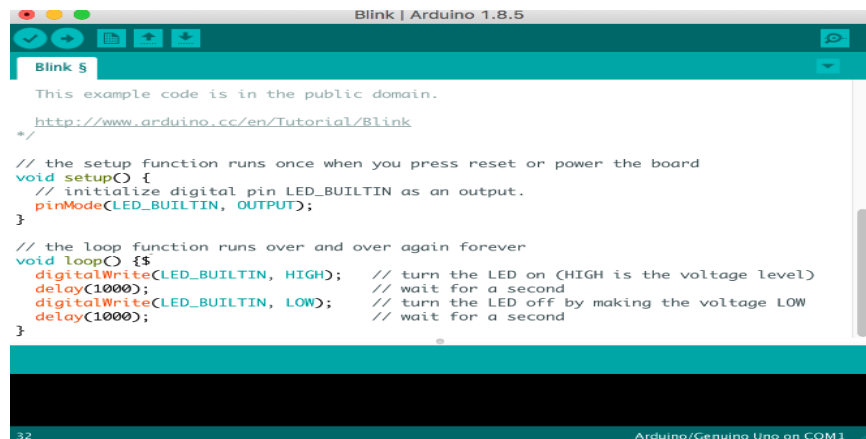 Blink | Arduino 1.8.5
Blink §
This example code is in the public domain.
http://www.arduino.cc/en/Tutorial/Blink
*/
// the setup function runs once when you press reset or power the board
void setup() {
// initialize digital pin LED_BUILTIN as an output.
pinMode(LED_BUILTIN, OUTPUT);
}
// the loop function runs over and over again forever
void loop() {$
digitalWrite(LED_BUILTIN, HIGH); // turn the LED on (HIGH is the voltage level)
delay(1000); // wait for a second
digitalWrite(LED_BUILTIN, LOW); // turn the LED off by making the voltage LOW
delay(1000); // wait for a second
}
32 Arduino/Genuino Uno on COM1